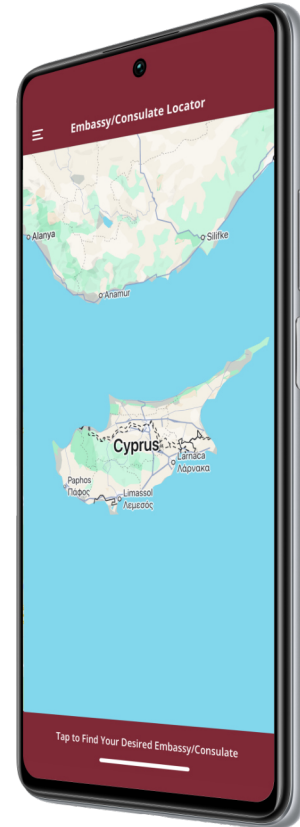 Embassy/Consulate Locator
Alanya
Silifke
Anamur
Cyprus
Larnaca
Λάρνακα
Paphos
Πάφος
Limassol
Λεμεσός
Tap to Find Your Desired Embassy/Consulate